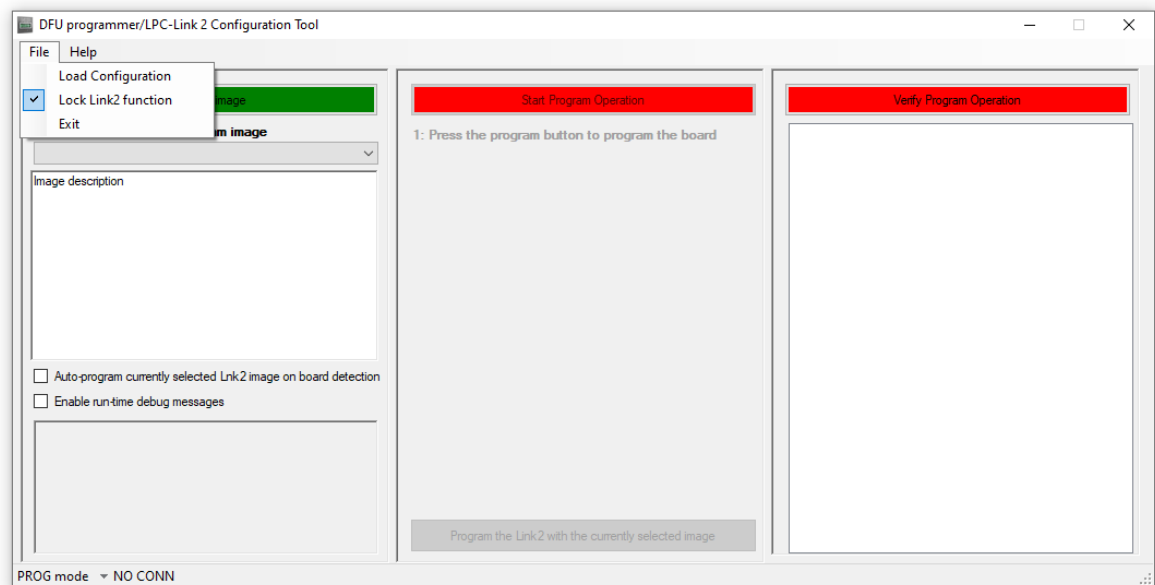 DFU programmer/LPC-Link 2 Configuration Tool
File Help
Load Configuration
Lock Link2 function
Exit
image
am image
Image description
Auto-program currently selected Lnk2 image on board detection
Enable run-time debug messages
Start Program Operation
1: Press the program button to program the board
Program the Link2 with the currently selected image
Verify Program Operation
PROG mode NO CONN